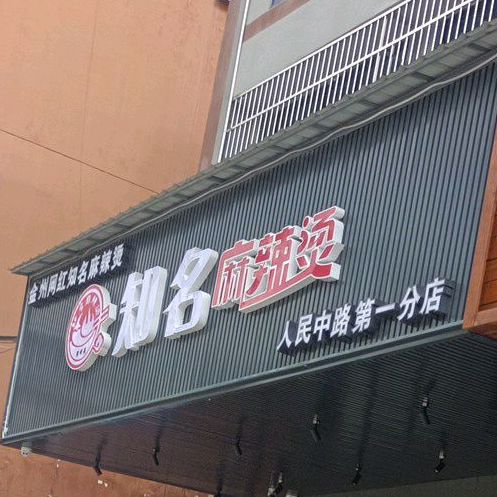 金州网红知名麻辣烫
知名麻辣烫
人民中路第一分店